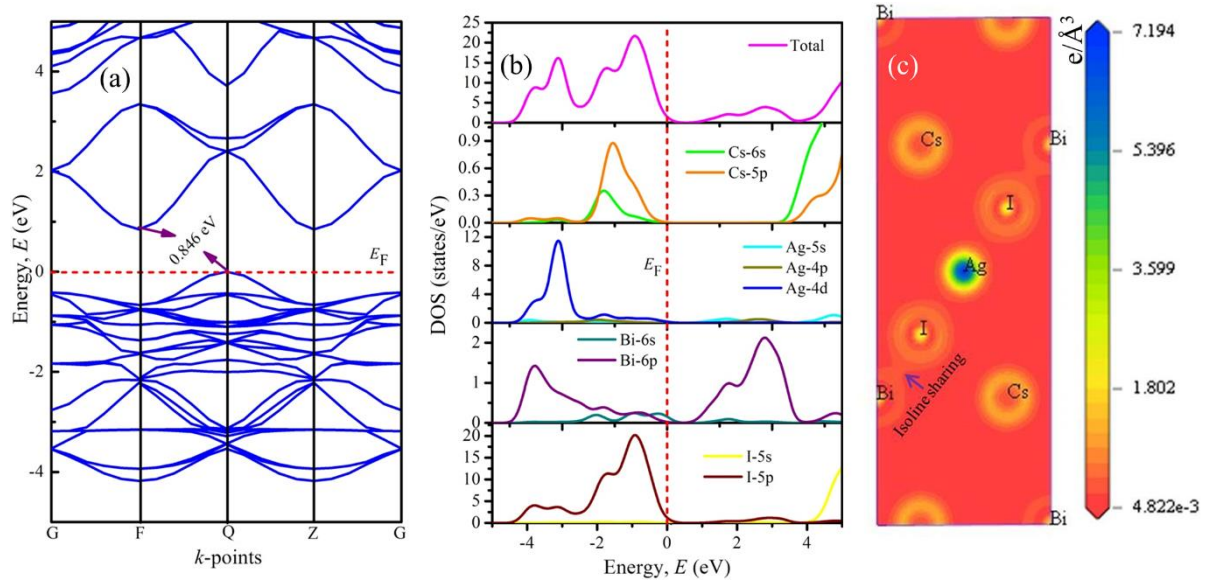 (a)
4
2
0
-2
-4
Energy, E (eV)
0.846 eV
E_F
G
F
Q
Z
G
k-points
(b)
25
20
15
10
5
0
Total
0.9
0.6
0.3
0.0
Cs-6s
Cs-5p
12
8
4
0
E_F
Ag-5s
Ag-4p
Ag-4d
2
1
0
Bi-6s
Bi-6p
20
15
10
5
0
I-5s
I-5p
DOS (states/eV)
-4
-2
0
2
4
Energy, E (eV)
(c)
Bi
Cs
Bi
I
Ag
I
Bi
Cs
Isoline sharing
Bi
e/Å³
7.194
5.396
3.599
1.802
4.822e-3